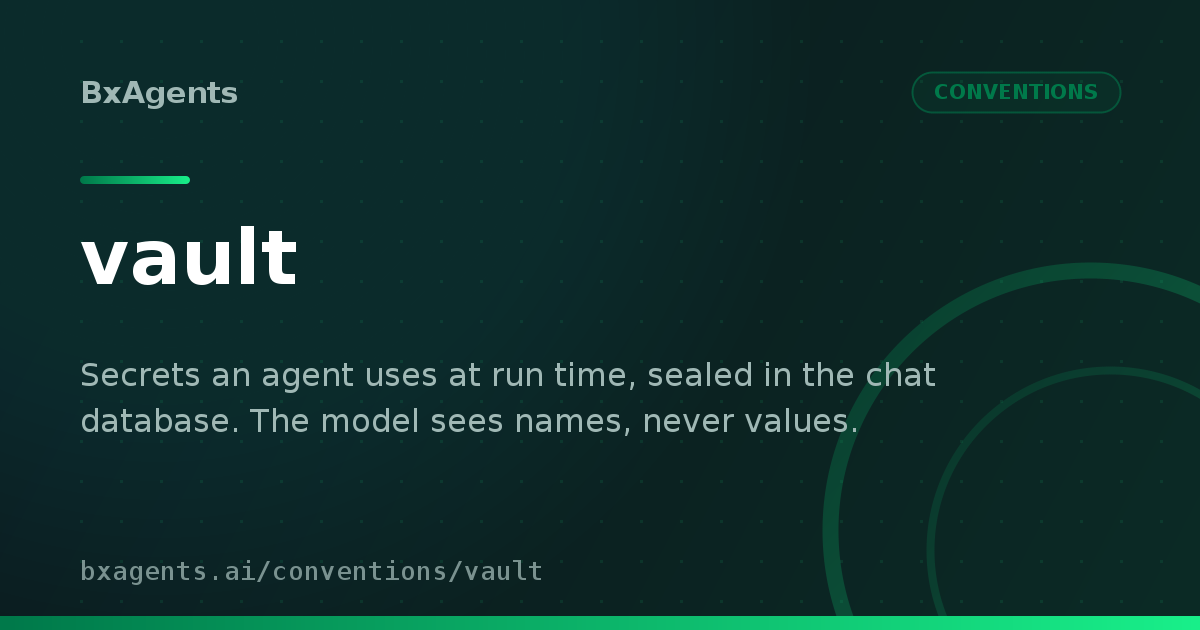 BxAgents
CONVENTIONS
vault
Secrets an agent uses at run time, sealed in the chat
database. The model sees names, never values.
bxagents.ai/conventions/vault